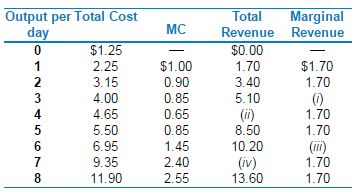 Output per day Total Cost MC Total Revenue Marginal Revenue
0 $1.25 — $0.00 —
1 2.25 $1.00 1.70 $1.70
2 3.15 0.90 3.40 1.70
3 4.00 0.85 5.10 (i)
4 4.65 0.65 (ii) 1.70
5 5.50 0.85 8.50 1.70
6 6.95 1.45 10.20 (iii)
7 9.35 2.40 (iv) 1.70
8 11.90 2.55 13.60 1.70